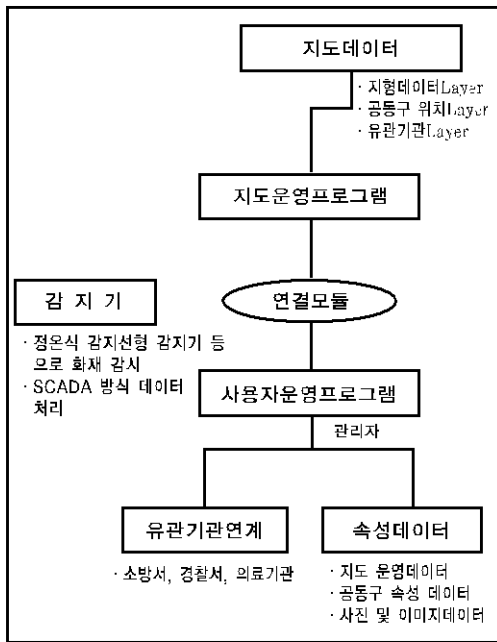 지도데이터
· 지형데이터Layer
· 공동구 위치Layer
· 유관기관Layer
지도운영프로그램
감 지 기
연결모듈
· 정온식 감지선형 감지기 등
으로 화재 감시
· SCADA 방식 데이터
처리
사용자운영프로그램
관리자
유관기관연계
속성데이터
· 소방서, 경찰서, 의료기관
· 지도 운영데이터
· 공동구 속성 데이터
· 사진 및 이미지데이터